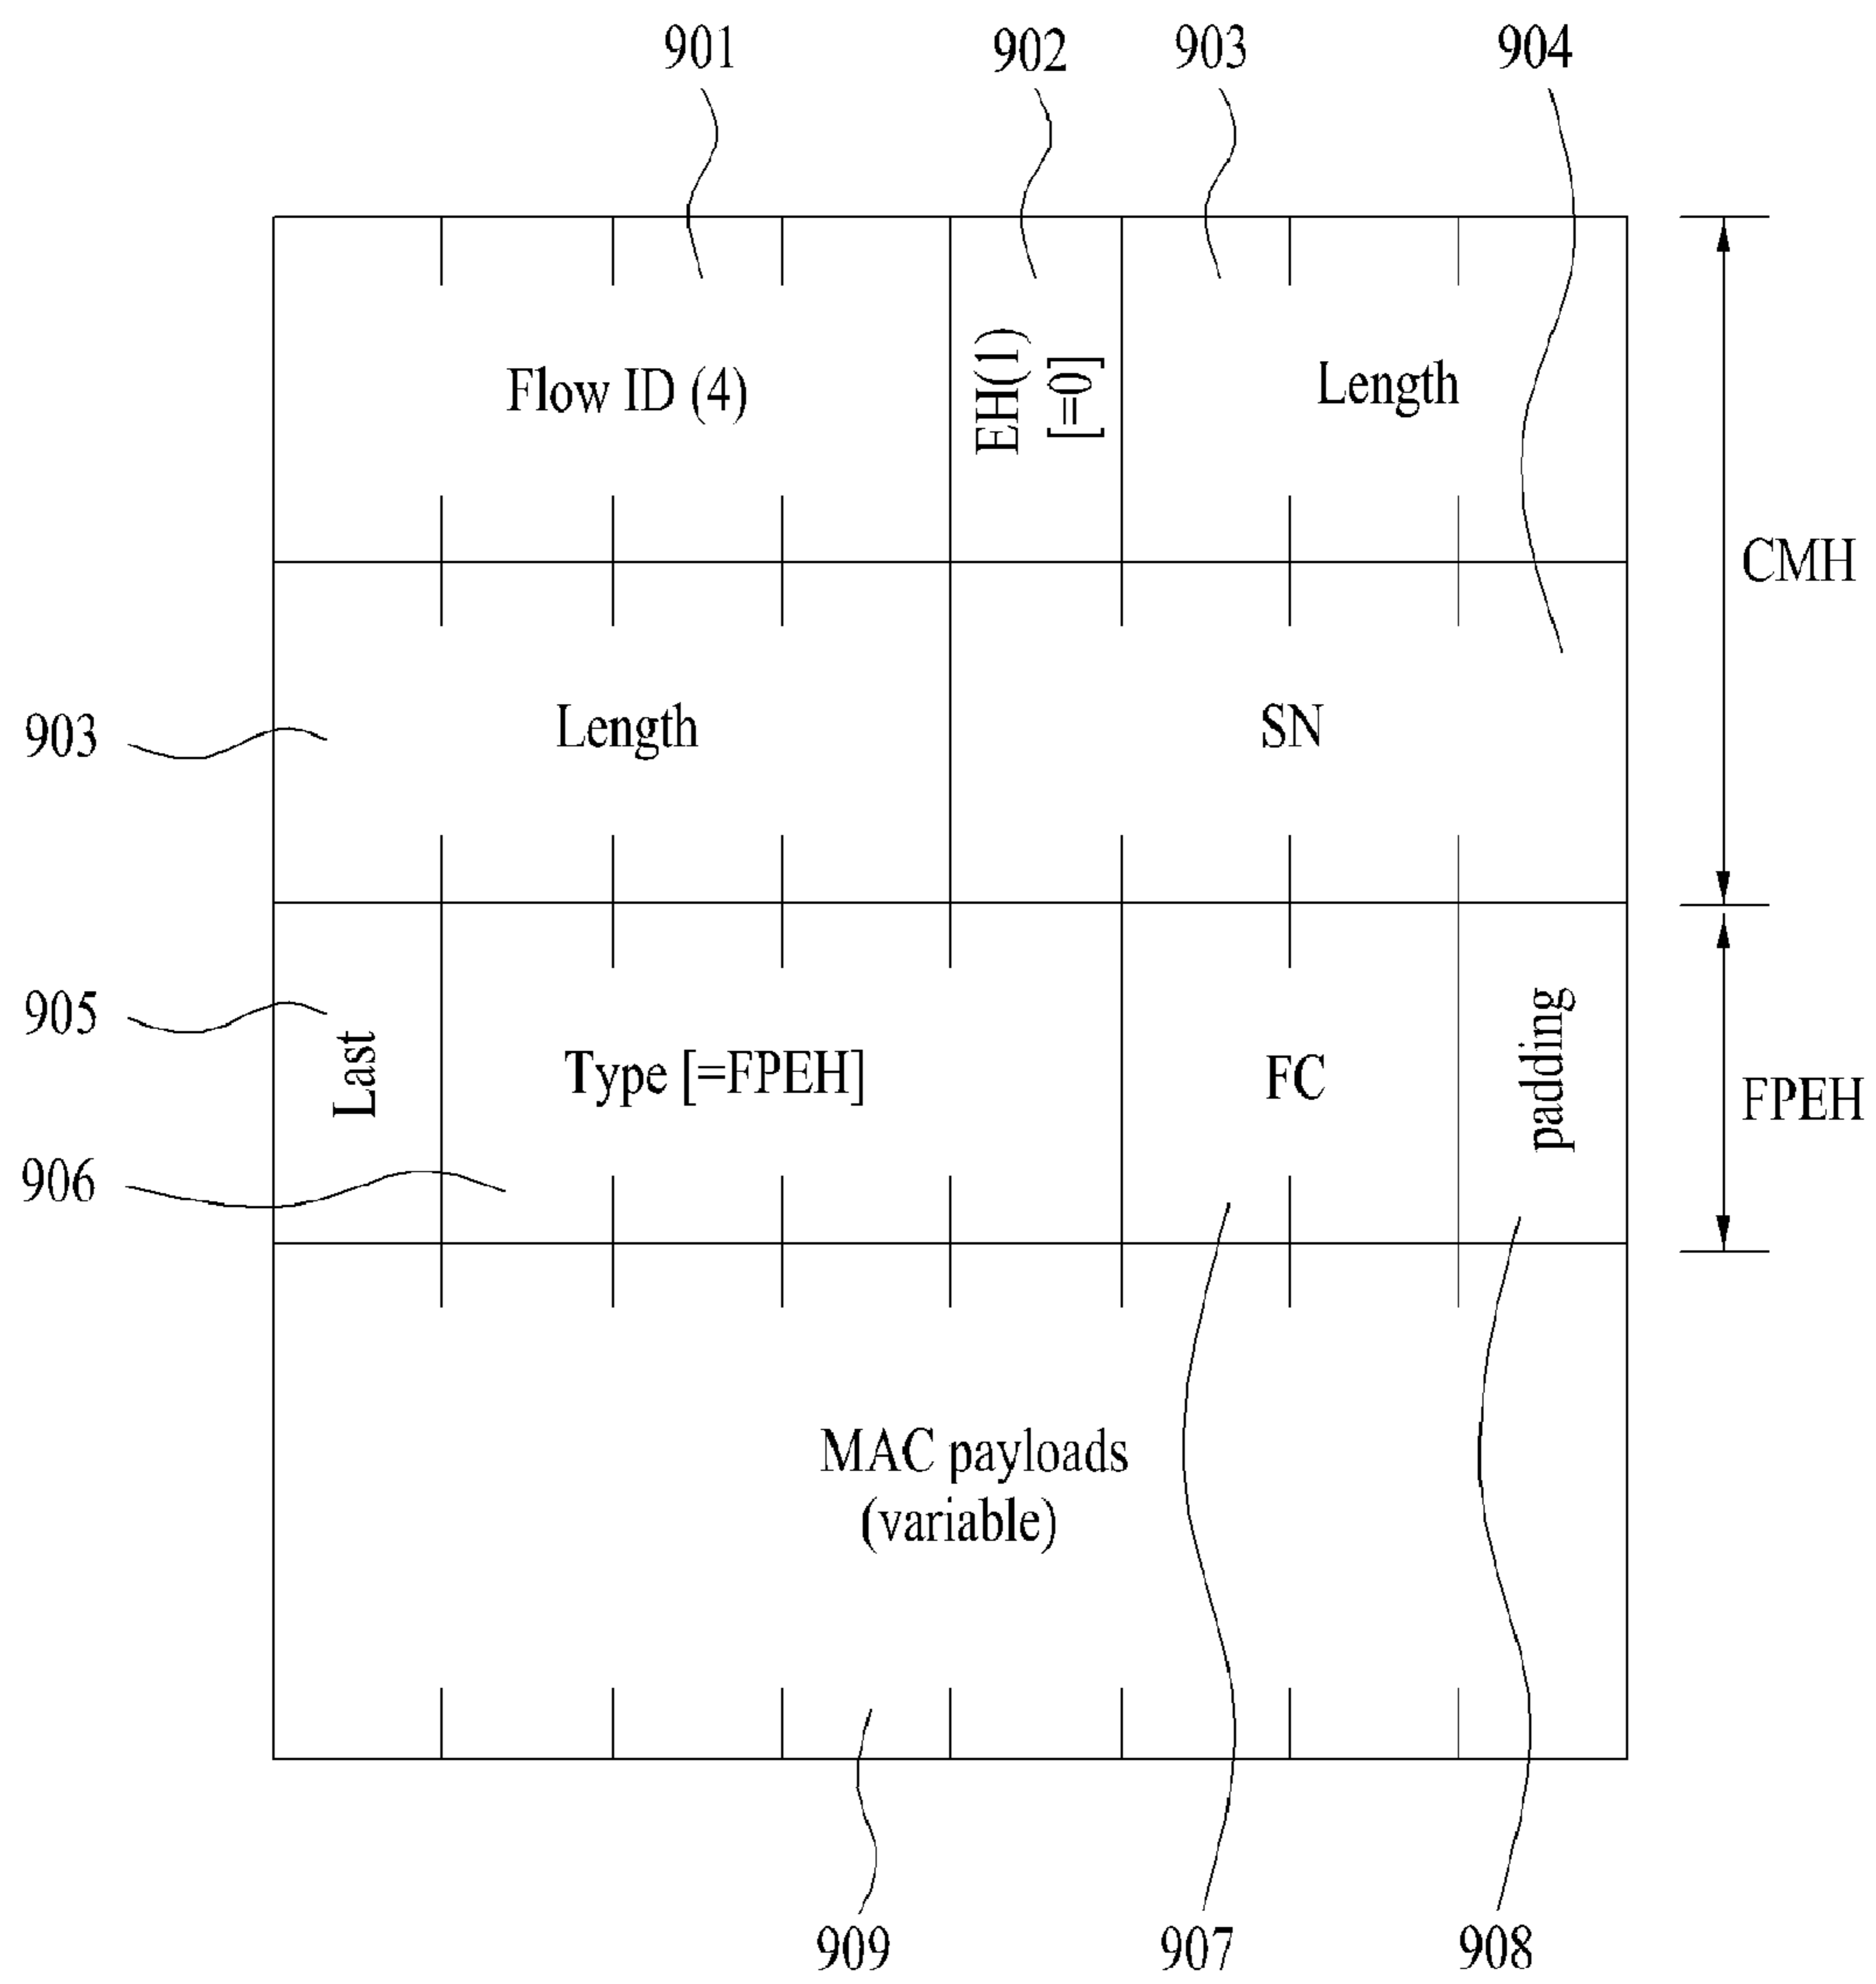 901
902
903
904
Flow ID (4)
EH(1)
[=0]
Length
CMH
903
Length
SN
905
Last
Type [=FPEH]
FC
padding
FPEH
906
MAC payloads
(variable)
909
907
908